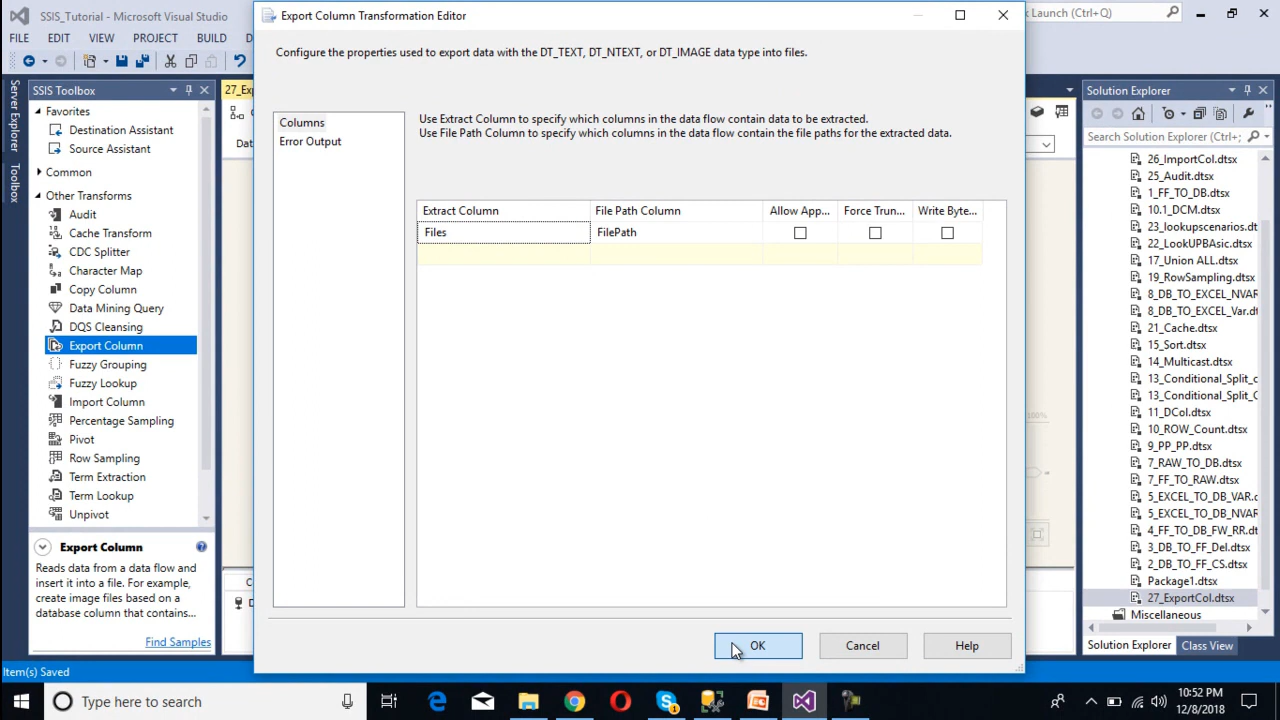 SSIS_Tutorial - Microsoft Visual Studio
Export Column Transformation Editor
Launch (Ctrl+Q)
FILE EDIT VIEW PROJECT BUILD
Configure the properties used to export data with the DT_TEXT, DT_NTEXT, or DT_IMAGE data type into files.
Server Explorer
Toolbox
SSIS Toolbox
Favorites
Destination Assistant
Source Assistant
Common
Other Transforms
Audit
Cache Transform
CDC Splitter
Character Map
Copy Column
Data Mining Query
DQS Cleansing
Export Column
Fuzzy Grouping
Fuzzy Lookup
Import Column
Percentage Sampling
Pivot
Row Sampling
Term Extraction
Term Lookup
Unpivot
Export Column
Reads data from a data flow and
insert it into a file. For example,
create image files based on a
database column that contains...
Find Samples
27_Ex
Dat
Columns
Error Output
Use Extract Column to specify which columns in the data flow contain data to be extracted.
Use File Path Column to specify which columns in the data flow contain the file paths for the extracted data.
Extract Column File Path Column Allow App... Force Trun... Write Byte...
Files FilePath
OK Cancel Help
100%
Solution Explorer
Search Solution Explorer (Ctrl+;
26_ImportCol.dtsx
25_Audit.dtsx
1_FF_TO_DB.dtsx
10.1_DCM.dtsx
23_lookupscenarios.dt
22_LookUPBAsic.dtsx
17_Union ALL.dtsx
19_RowSampling.dtsx
8_DB_TO_EXCEL_NVAR
8_DB_TO_EXCEL_Var.dt
21_Cache.dtsx
15_Sort.dtsx
14_Multicast.dtsx
13_Conditional_Split_c
13_Conditional_Split_C
11_DCol.dtsx
10_ROW_Count.dtsx
9_PP_PP.dtsx
7_RAW_TO_DB.dtsx
7_FF_TO_RAW.dtsx
5_EXCEL_TO_DB_VAR.c
5_EXCEL_TO_DB_NVAR
4_FF_TO_DB_FW_RR.dt
3_DB_TO_FF_Del.dtsx
2_DB_TO_FF_CS.dtsx
Package1.dtsx
27_ExportCol.dtsx
Miscellaneous
Solution Explorer Class View
Item(s) Saved
Type here to search
10:52 PM
12/8/2018